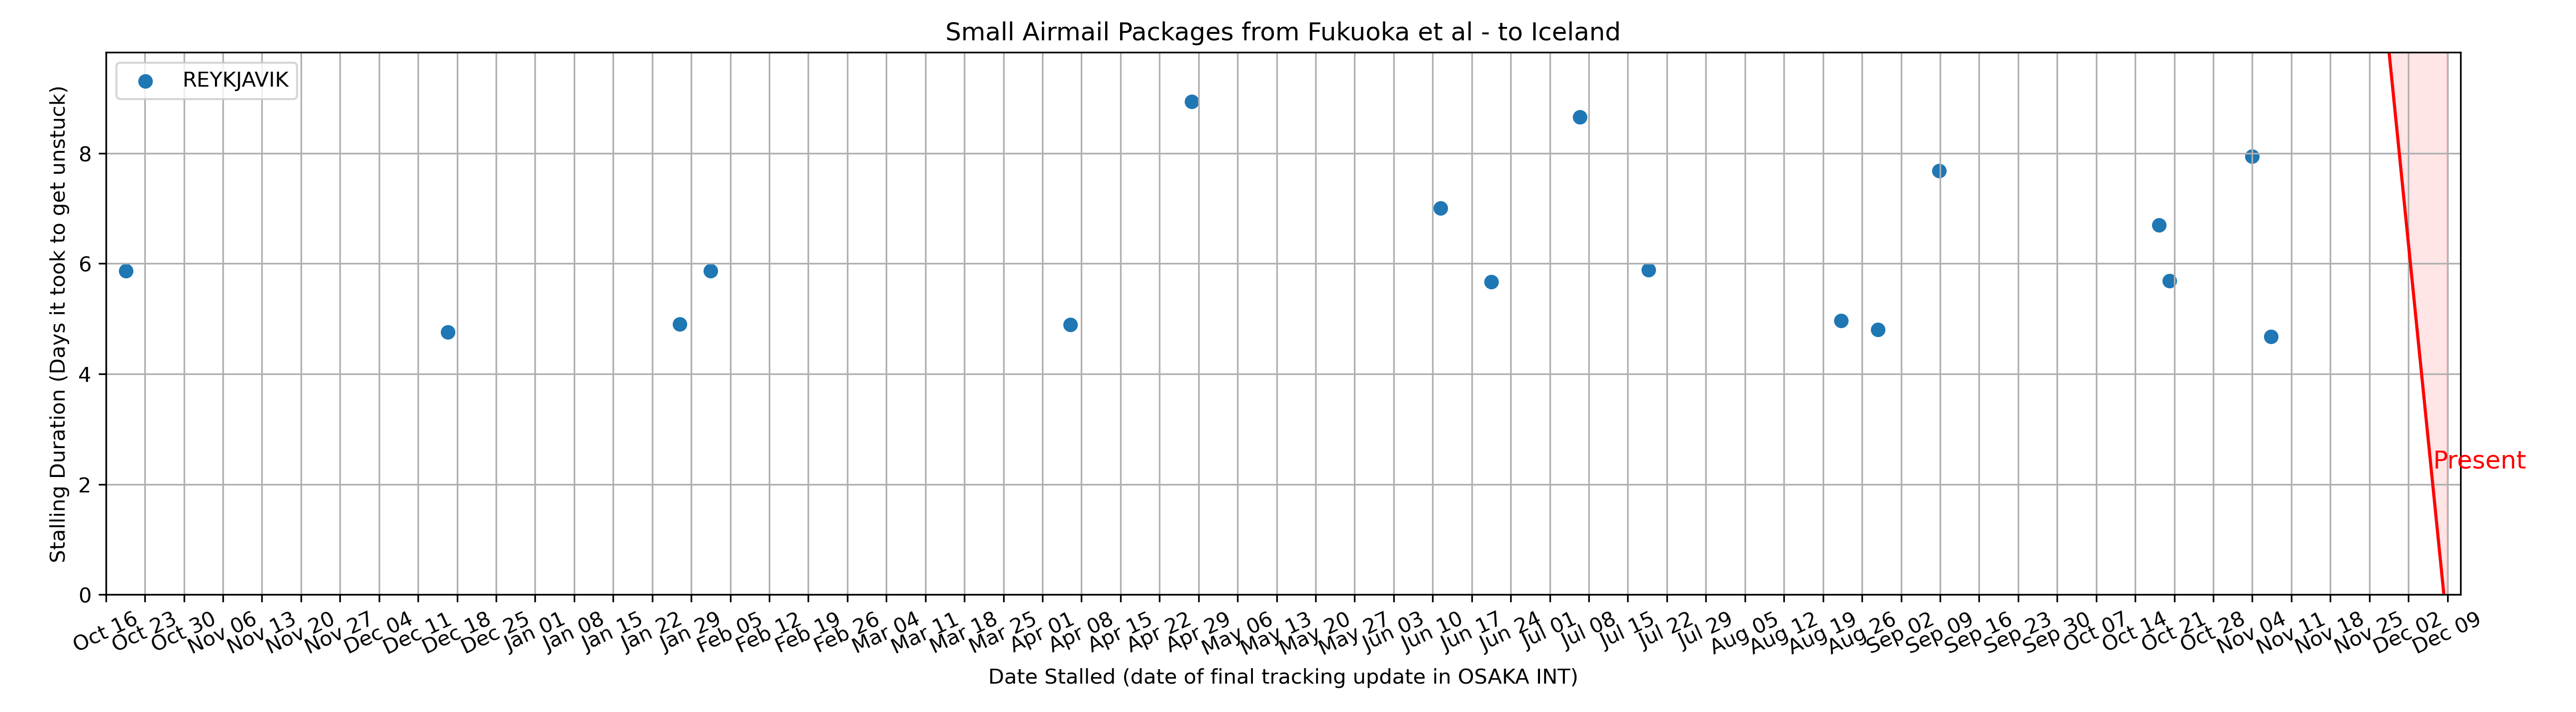 Small Airmail Packages from Fukuoka et al - to Iceland
REYKJAVIK
Stalling Duration (Days it took to get unstuck)
8
6
4
2
0
Present
Oct 16
Oct 23
Oct 30
Nov 06
Nov 13
Nov 20
Nov 27
Dec 04
Dec 11
Dec 18
Dec 25
Jan 01
Jan 08
Jan 15
Jan 22
Jan 29
Feb 05
Feb 12
Feb 19
Feb 26
Mar 04
Mar 11
Mar 18
Mar 25
Apr 01
Apr 08
Apr 15
Apr 22
Apr 29
May 06
May 13
May 20
May 27
Jun 03
Jun 10
Jun 17
Jun 24
Jul 01
Jul 08
Jul 15
Jul 22
Jul 29
Aug 05
Aug 12
Aug 19
Aug 26
Sep 02
Sep 09
Sep 16
Sep 23
Sep 30
Oct 07
Oct 14
Oct 21
Oct 28
Nov 04
Nov 11
Nov 18
Nov 25
Dec 02
Dec 09
Date Stalled (date of final tracking update in OSAKA INT)